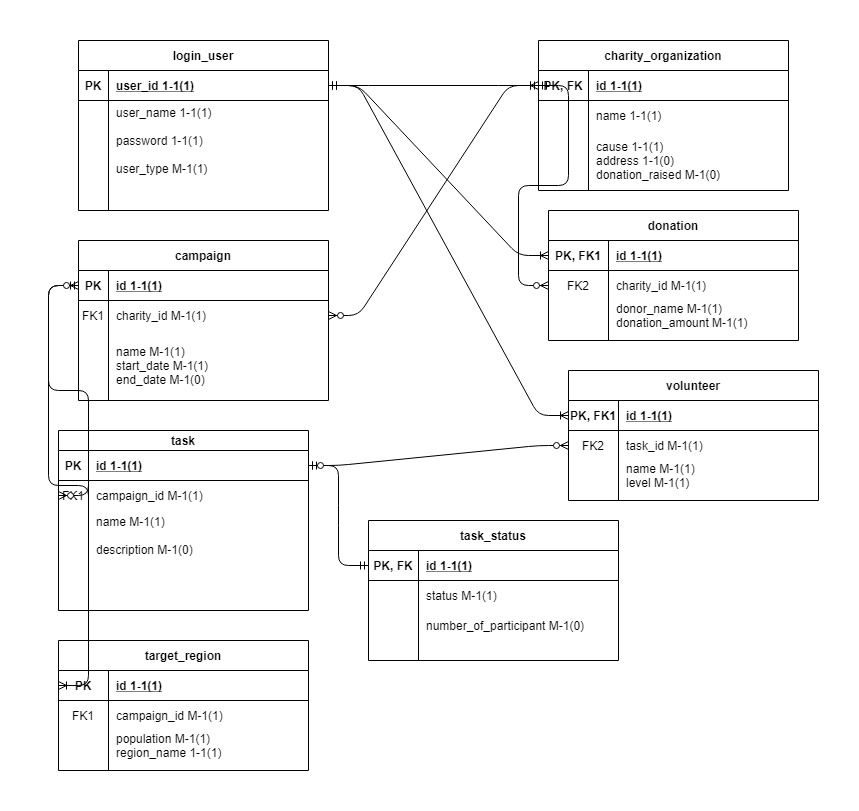 login_user
PK user_id 1-1(1)
user_name 1-1(1)
password 1-1(1)
user_type M-1(1)
charity_organization
PK, FK id 1-1(1)
name 1-1(1)
cause 1-1(1)
address 1-1(0)
donation_raised M-1(0)
donation
PK, FK1 id 1-1(1)
FK2 charity_id M-1(1)
donor_name M-1(1)
donation_amount M-1(1)
campaign
PK id 1-1(1)
FK1 charity_id M-1(1)
name M-1(1)
start_date M-1(1)
end_date M-1(0)
volunteer
PK, FK1 id 1-1(1)
FK2 task_id M-1(1)
name M-1(1)
level M-1(1)
task
PK id 1-1(1)
FK1 campaign_id M-1(1)
name M-1(1)
description M-1(0)
task_status
PK, FK id 1-1(1)
status M-1(1)
number_of_participant M-1(0)
target_region
PK id 1-1(1)
FK1 campaign_id M-1(1)
population M-1(1)
region_name 1-1(1)